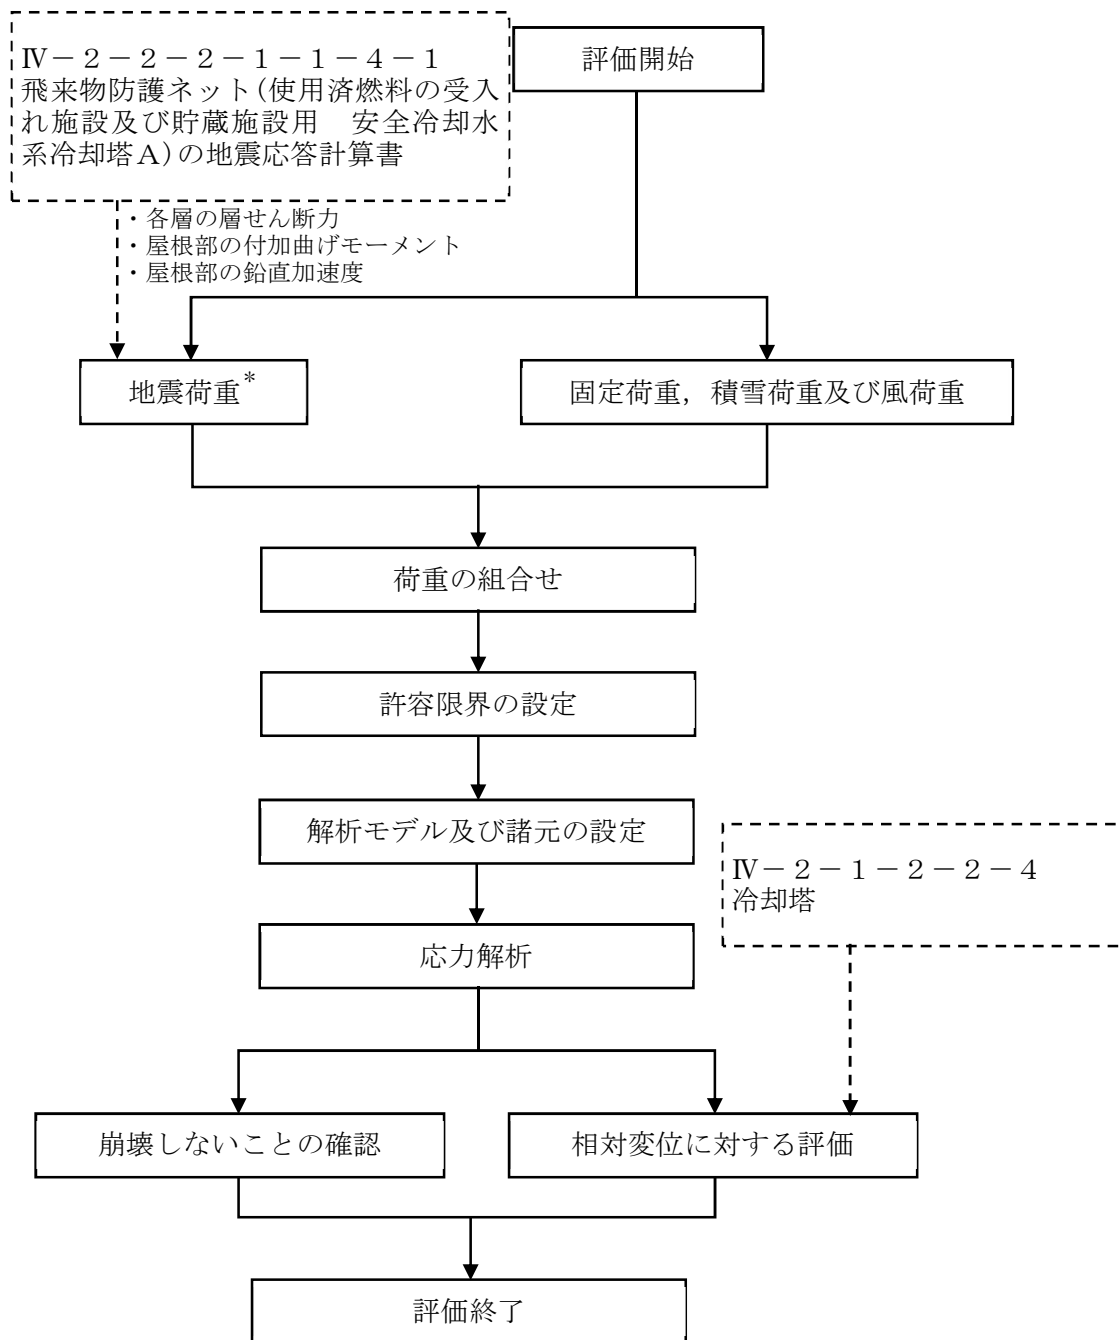 Ⅳ－２－２－２－１－１－４－１
飛来物防護ネット(使用済燃料の受入
れ施設及び貯蔵施設用　安全冷却水
系冷却塔Ａ)の地震応答計算書
評価開始
・各層の層せん断力
・屋根部の付加曲げモーメント
・屋根部の鉛直加速度
地震荷重*
固定荷重，積雪荷重及び風荷重
荷重の組合せ
許容限界の設定
解析モデル及び諸元の設定
Ⅳ－２－１－２－２－４
冷却塔
応力解析
崩壊しないことの確認
相対変位に対する評価
評価終了